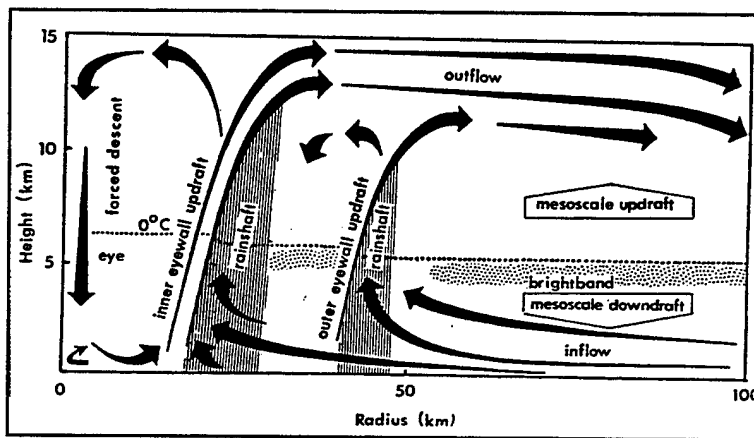 15
10
5
Height (km)
0
50
100
Radius (km)
outflow
forced descent
eye
0°C
inner eyewall updraft
rainshaft
outer eyewall updraft
rainshaft
mesoscale updraft
brightband
mesoscale downdraft
inflow